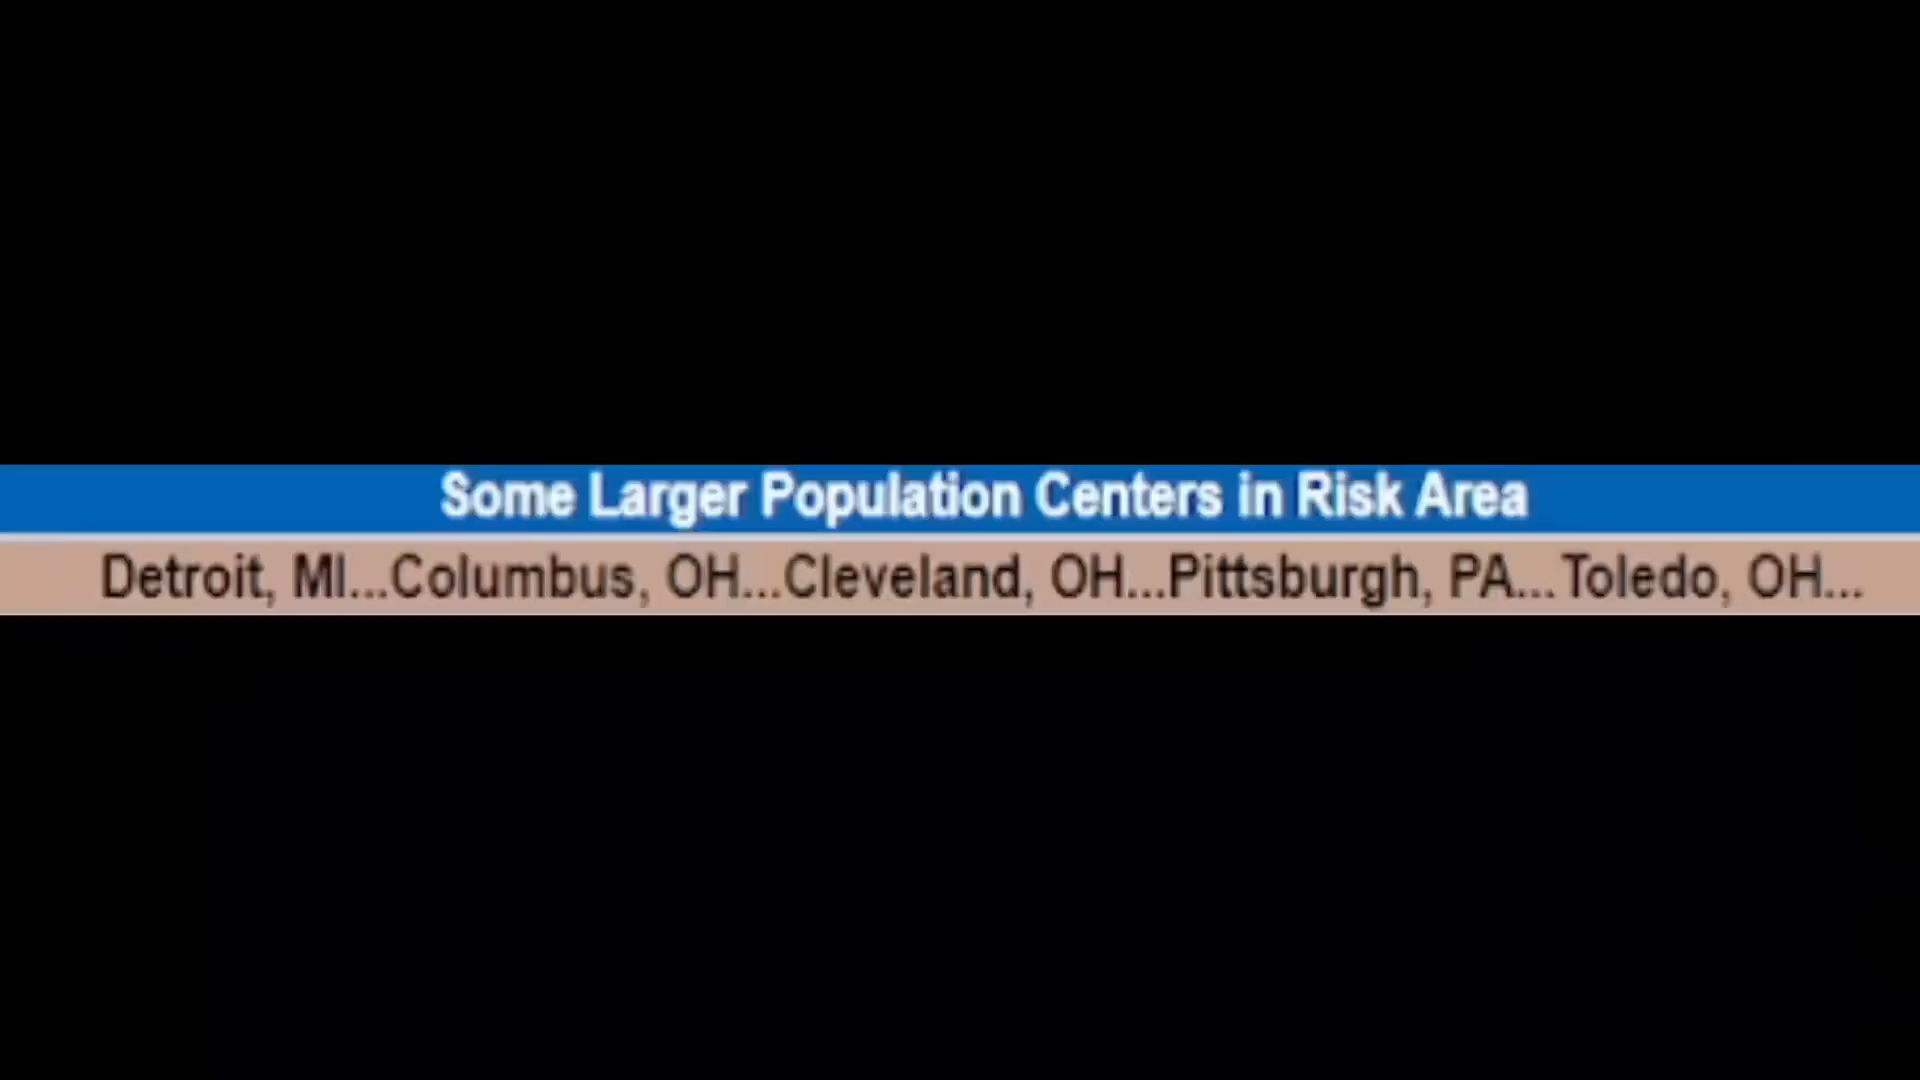 Some Larger Population Centers in Risk Area
Detroit, MI...Columbus, OH...Cleveland, OH...Pittsburgh, PA...Toledo, OH...